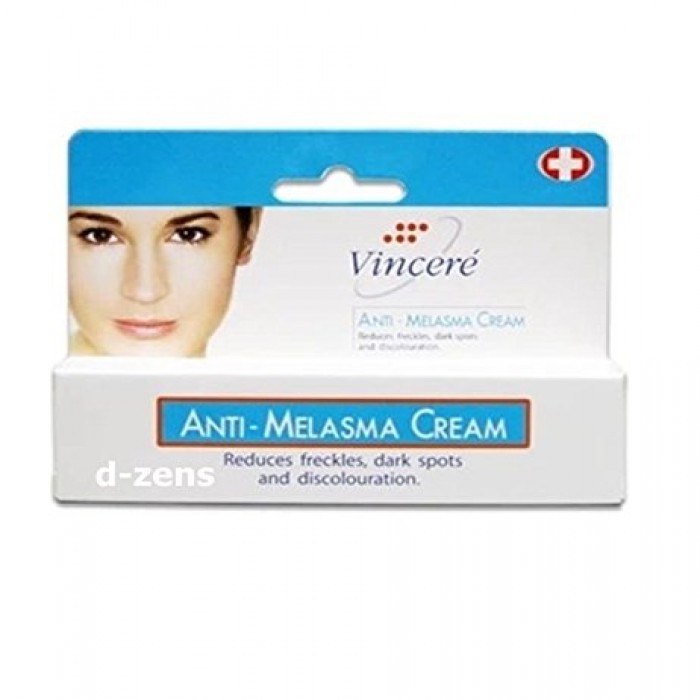 Vinceré
ANTI - MELASMA CREAM
Reduces freckles, dark spots
and discolouration.
ANTI - MELASMA CREAM
Reduces freckles, dark spots
and discolouration.
d-zens